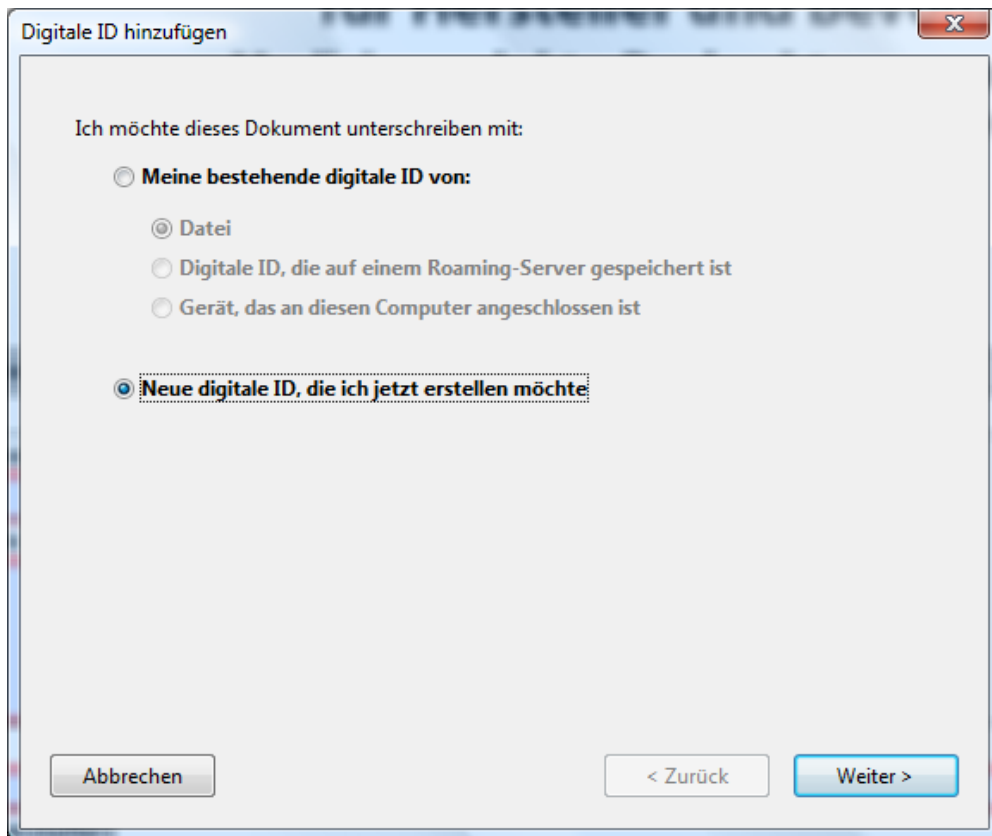 Digitale ID hinzufügen
Ich möchte dieses Dokument unterschreiben mit:
Meine bestehende digitale ID von:
Datei
Digitale ID, die auf einem Roaming-Server gespeichert ist
Gerät, das an diesen Computer angeschlossen ist
Neue digitale ID, die ich jetzt erstellen möchte
Abbrechen
< Zurück
Weiter >